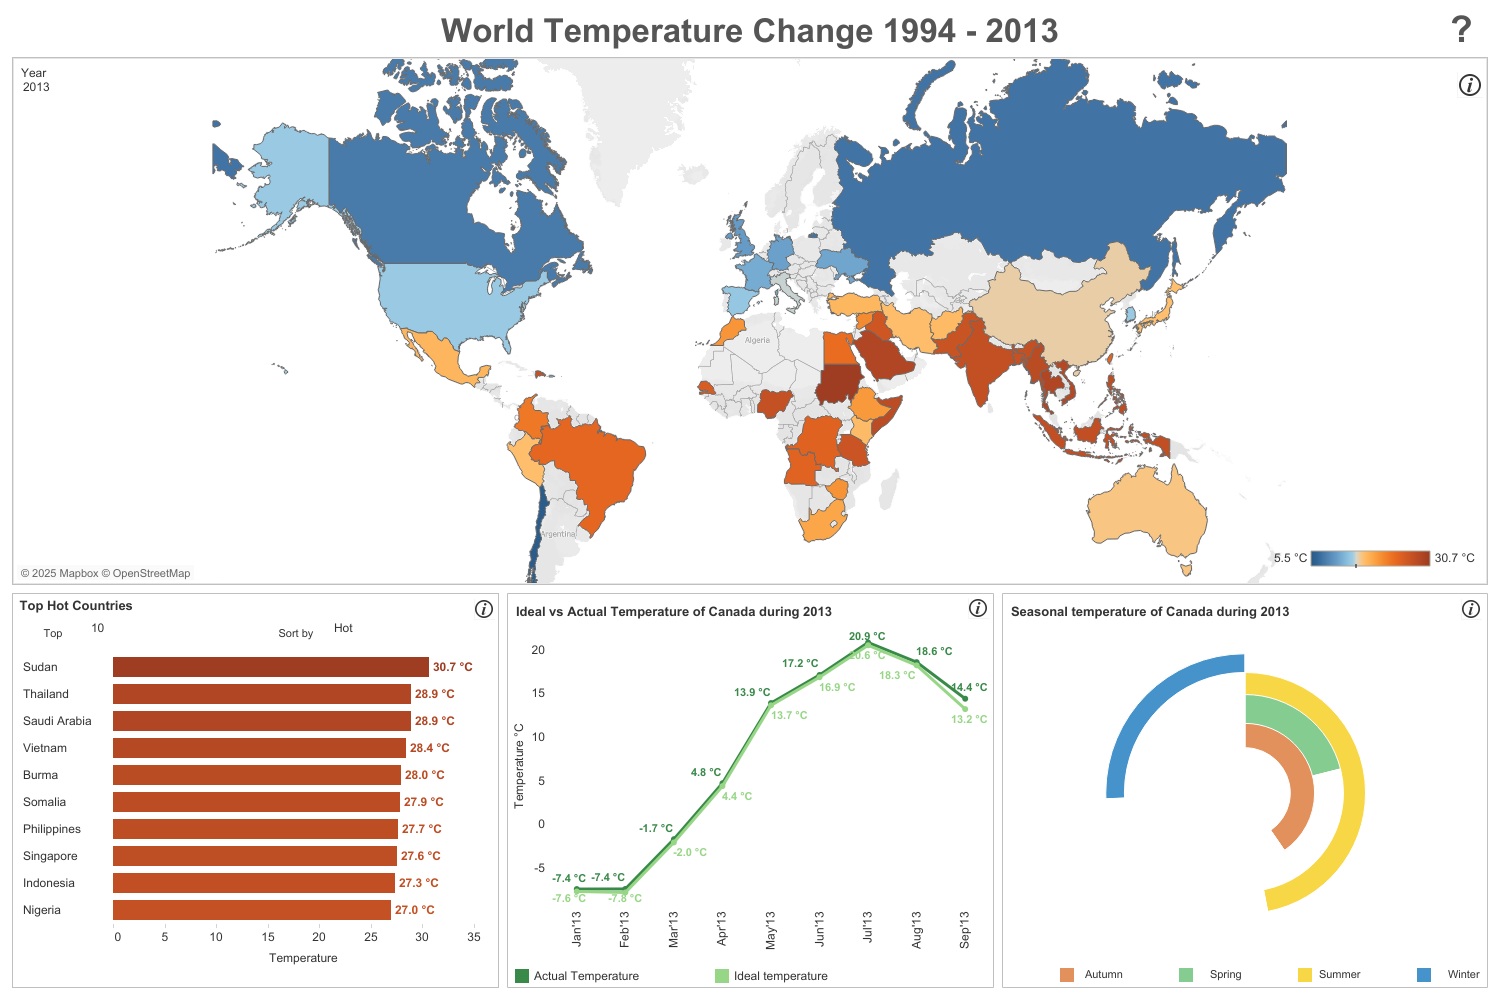 World Temperature Change 1994 - 2013
?
Year
2013
i
Algeria
Argentina
5.5 °C 30.7 °C
© 2025 Mapbox © OpenStreetMap
Top Hot Countries
i
Top 10 Sort by Hot
Sudan 30.7 °C
Thailand 28.9 °C
Saudi Arabia 28.9 °C
Vietnam 28.4 °C
Burma 28.0 °C
Somalia 27.9 °C
Philippines 27.7 °C
Singapore 27.6 °C
Indonesia 27.3 °C
Nigeria 27.0 °C
0 5 10 15 20 25 30 35
Temperature
Ideal vs Actual Temperature of Canada during 2013
i
Temperature °C
20
15
10
5
0
-5
-7.4 °C -7.4 °C -1.7 °C 4.8 °C 13.9 °C 17.2 °C 20.9 °C 18.6 °C 14.4 °C
-7.6 °C -7.8 °C -2.0 °C 4.4 °C 13.7 °C 16.9 °C 20.6 °C 18.3 °C 13.2 °C
Jan'13 Feb'13 Mar'13 Apr'13 May'13 Jun'13 Jul'13 Aug'13 Sep'13
Actual Temperature Ideal temperature
Seasonal temperature of Canada during 2013
i
Autumn Spring Summer Winter